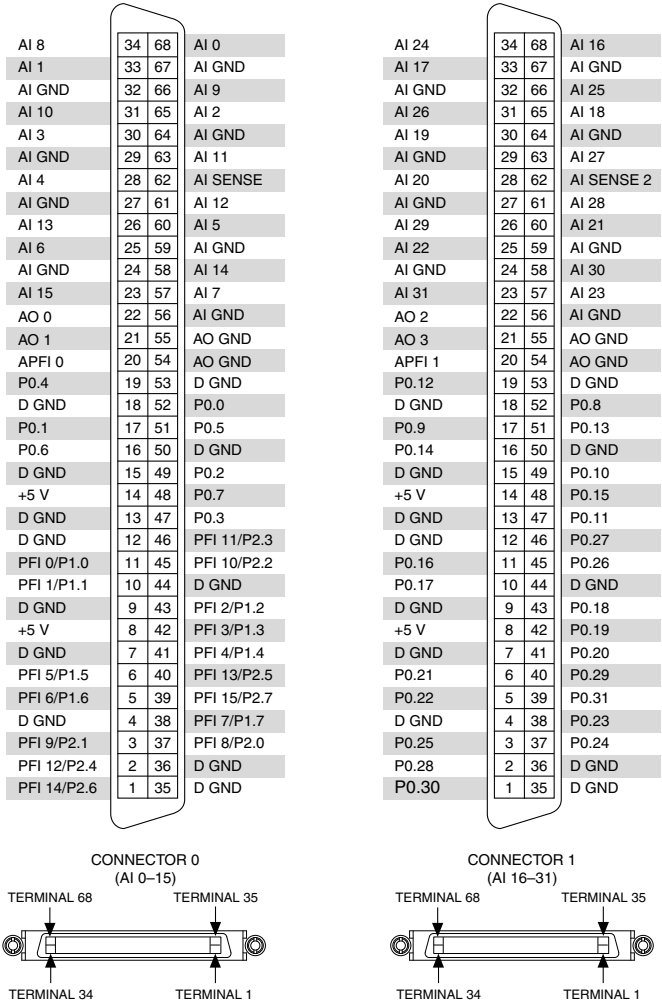 AI 8 34 68 AI 0
AI 1 33 67 AI GND
AI GND 32 66 AI 9
AI 10 31 65 AI 2
AI 3 30 64 AI GND
AI GND 29 63 AI 11
AI 4 28 62 AI SENSE
AI GND 27 61 AI 12
AI 13 26 60 AI 5
AI 6 25 59 AI GND
AI GND 24 58 AI 14
AI 15 23 57 AI 7
AO 0 22 56 AI GND
AO 1 21 55 AO GND
APFI 0 20 54 AO GND
P0.4 19 53 D GND
D GND 18 52 P0.0
P0.1 17 51 P0.5
P0.6 16 50 D GND
D GND 15 49 P0.2
+5 V 14 48 P0.7
D GND 13 47 P0.3
D GND 12 46 PFI 11/P2.3
PFI 0/P1.0 11 45 PFI 10/P2.2
PFI 1/P1.1 10 44 D GND
D GND 9 43 PFI 2/P1.2
+5 V 8 42 PFI 3/P1.3
D GND 7 41 PFI 4/P1.4
PFI 5/P1.5 6 40 PFI 13/P2.5
PFI 6/P1.6 5 39 PFI 15/P2.7
D GND 4 38 PFI 7/P1.7
PFI 9/P2.1 3 37 PFI 8/P2.0
PFI 12/P2.4 2 36 D GND
PFI 14/P2.6 1 35 D GND
CONNECTOR 0
(AI 0–15)
TERMINAL 68 TERMINAL 35
TERMINAL 34 TERMINAL 1
AI 24 34 68 AI 16
AI 17 33 67 AI GND
AI GND 32 66 AI 25
AI 26 31 65 AI 18
AI 19 30 64 AI GND
AI GND 29 63 AI 27
AI 20 28 62 AI SENSE 2
AI GND 27 61 AI 28
AI 29 26 60 AI 21
AI 22 25 59 AI GND
AI GND 24 58 AI 30
AI 31 23 57 AI 23
AO 2 22 56 AI GND
AO 3 21 55 AO GND
APFI 1 20 54 AO GND
P0.12 19 53 D GND
D GND 18 52 P0.8
P0.9 17 51 P0.13
P0.14 16 50 D GND
D GND 15 49 P0.10
+5 V 14 48 P0.15
D GND 13 47 P0.11
D GND 12 46 P0.27
P0.16 11 45 P0.26
P0.17 10 44 D GND
D GND 9 43 P0.18
+5 V 8 42 P0.19
D GND 7 41 P0.20
P0.21 6 40 P0.29
P0.22 5 39 P0.31
D GND 4 38 P0.23
P0.25 3 37 P0.24
P0.28 2 36 D GND
P0.30 1 35 D GND
CONNECTOR 1
(AI 16–31)
TERMINAL 68 TERMINAL 35
TERMINAL 34 TERMINAL 1